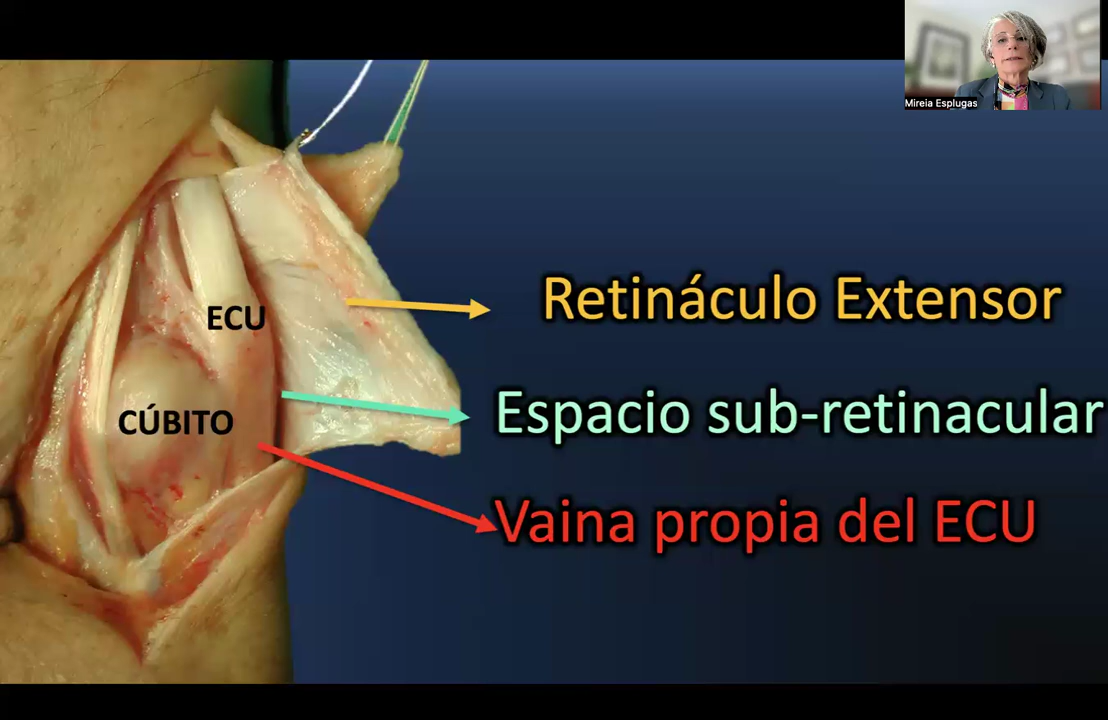 Mireia Esplugas
Retináculo Extensor
ECU
Espacio sub-retinacular
CÚBITO
Vaina propia del ECU